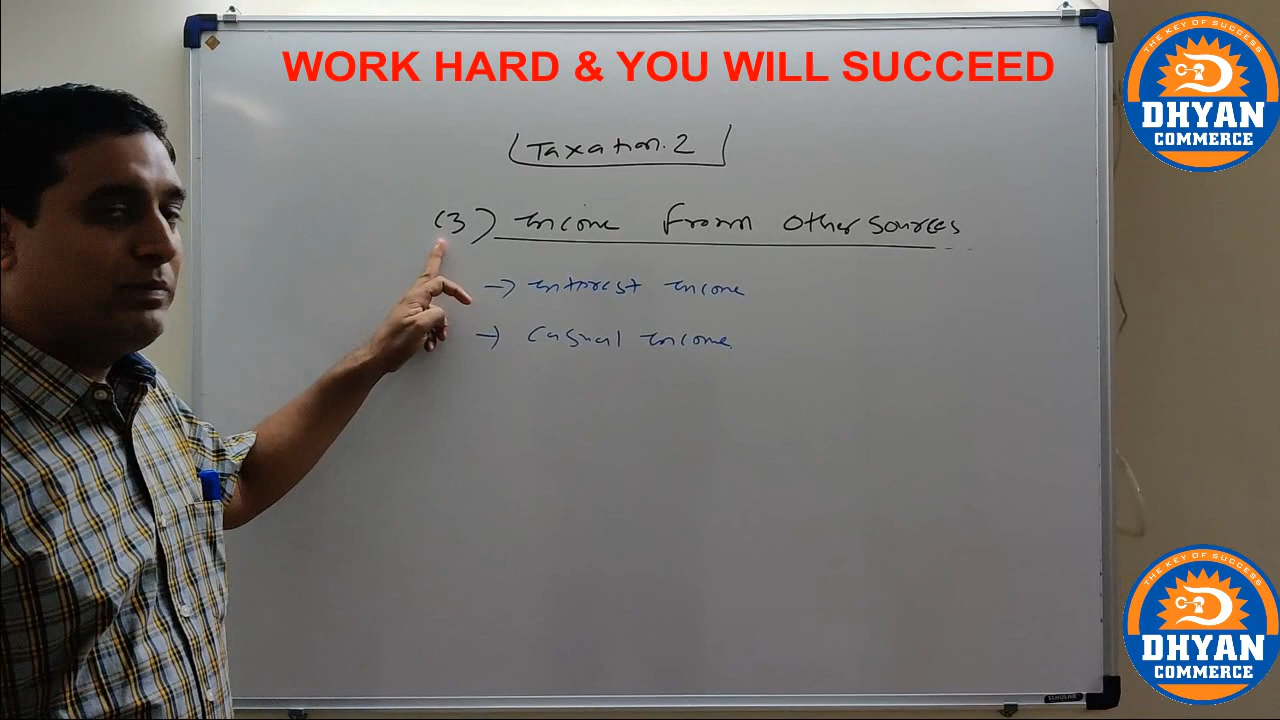 WORK HARD & YOU WILL SUCCEED
Taxation.2
(3) Income From Other Sources
→ Interest Income
→ Casual Income
THE KEY OF SUCCESS
DHYAN
COMMERCE
THE KEY OF SUCCESS
DHYAN
COMMERCE
SCHOLAR